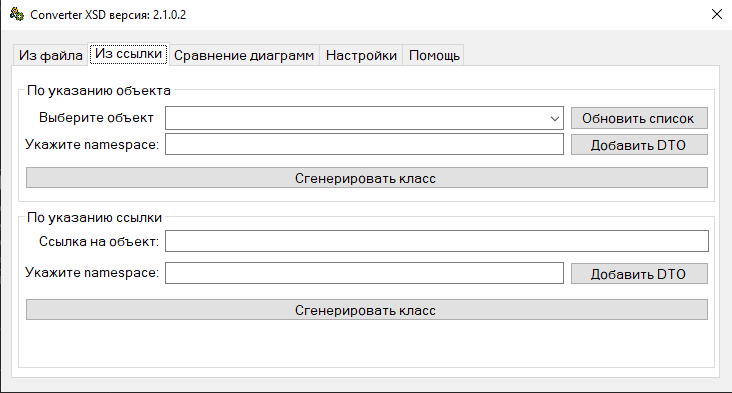 Converter XSD версия: 2.1.0.2
Из файла Из ссылки Сравнение диаграмм Настройки Помощь
По указанию объекта
Выберите объект Обновить список
Укажите namespace: Добавить DTO
Сгенерировать класс
По указанию ссылки
Ссылка на объект:
Укажите namespace: Добавить DTO
Сгенерировать класс